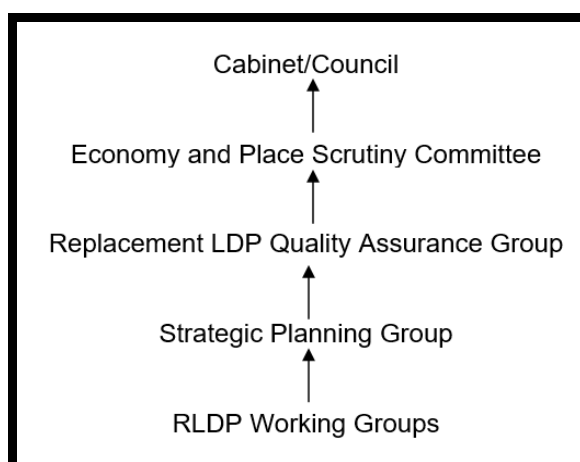 Cabinet/Council
Economy and Place Scrutiny Committee
Replacement LDP Quality Assurance Group
Strategic Planning Group
RLDP Working Groups